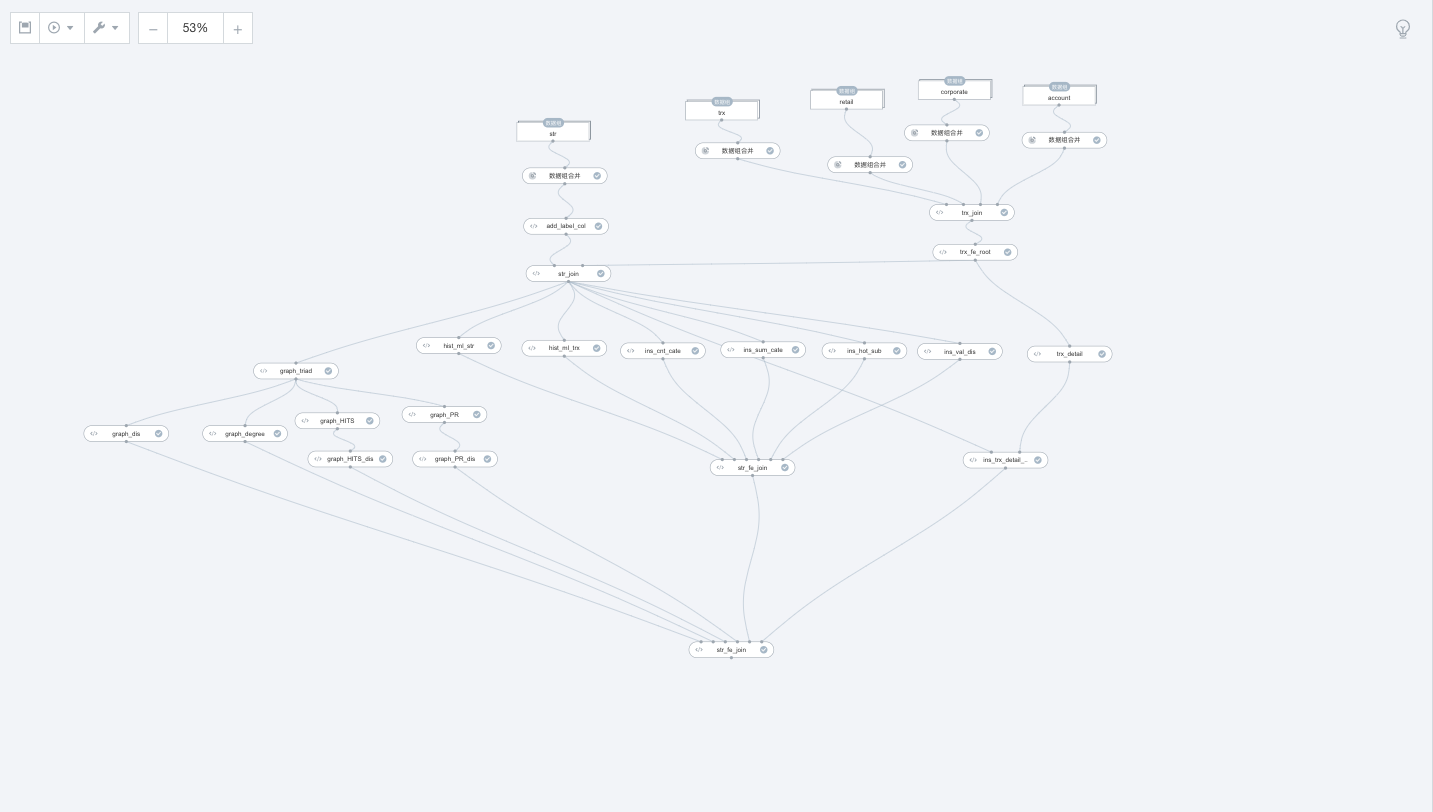 53%
数据组
corporate
数据组
account
数据组
retail
数据组
trx
数据组
str
数据组合并
数据组合并
数据组合并
数据组合并
数据组合并
trx_join
add_label_col
trx_fe_root
str_join
hist_ml_str
hist_ml_trx
ins_cnt_cate
ins_sum_cate
ins_hot_sub
ins_val_dis
trx_detail
graph_triad
graph_PR
graph_HITS
graph_dis
graph_degree
graph_HITS_dis
graph_PR_dis
str_fe_join
ins_trx_detail_..
str_fe_join